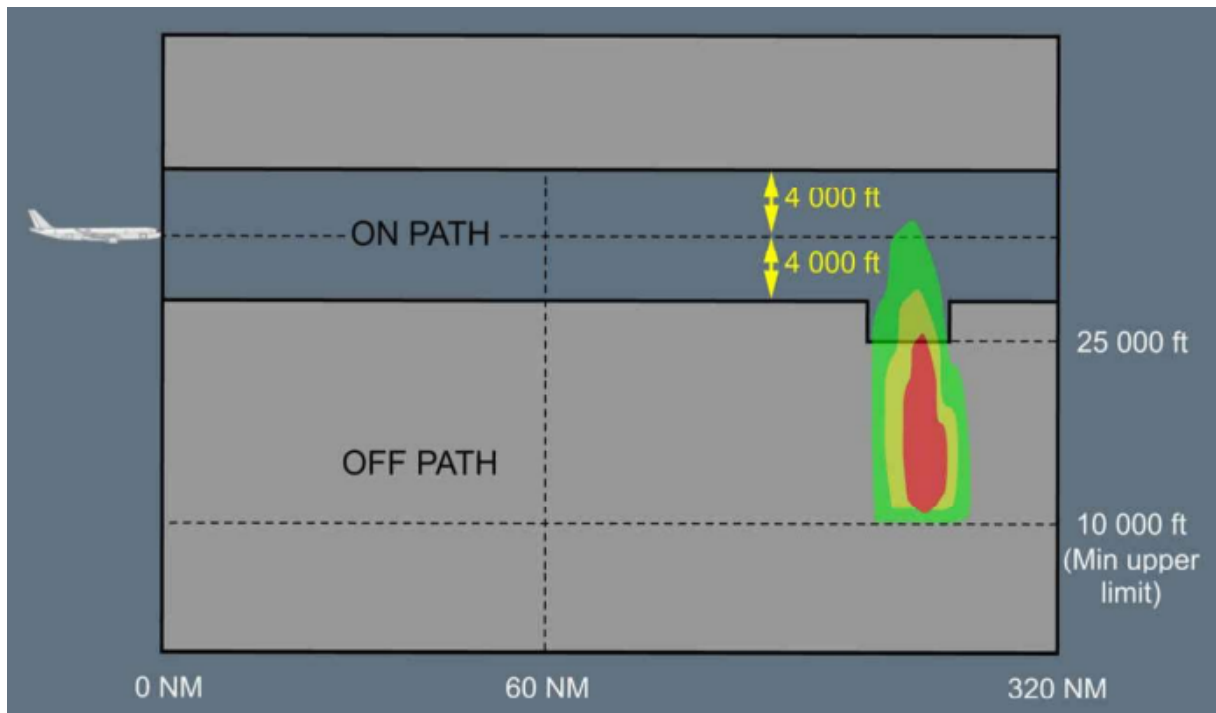 4 000 ft
ON PATH
4 000 ft
25 000 ft
OFF PATH
10 000 ft
(Min upper
limit)
0 NM
60 NM
320 NM